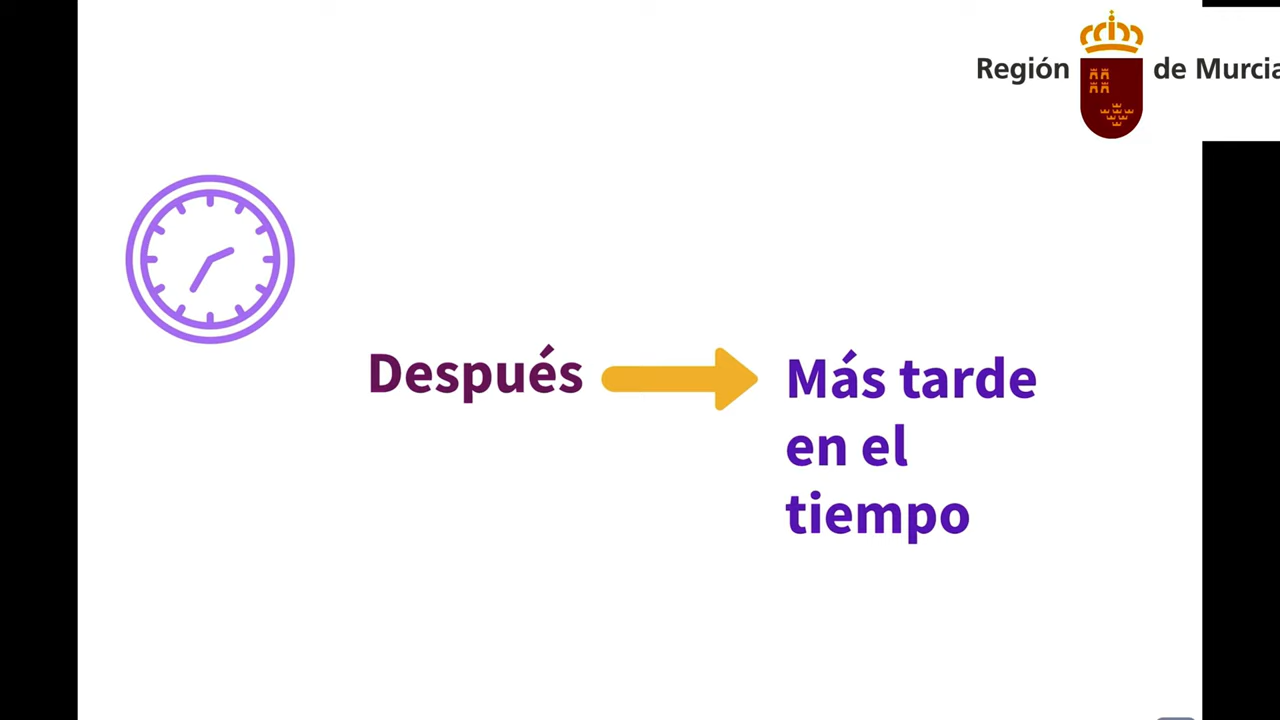 Región de Murcia
Después
Más tarde
en el
tiempo